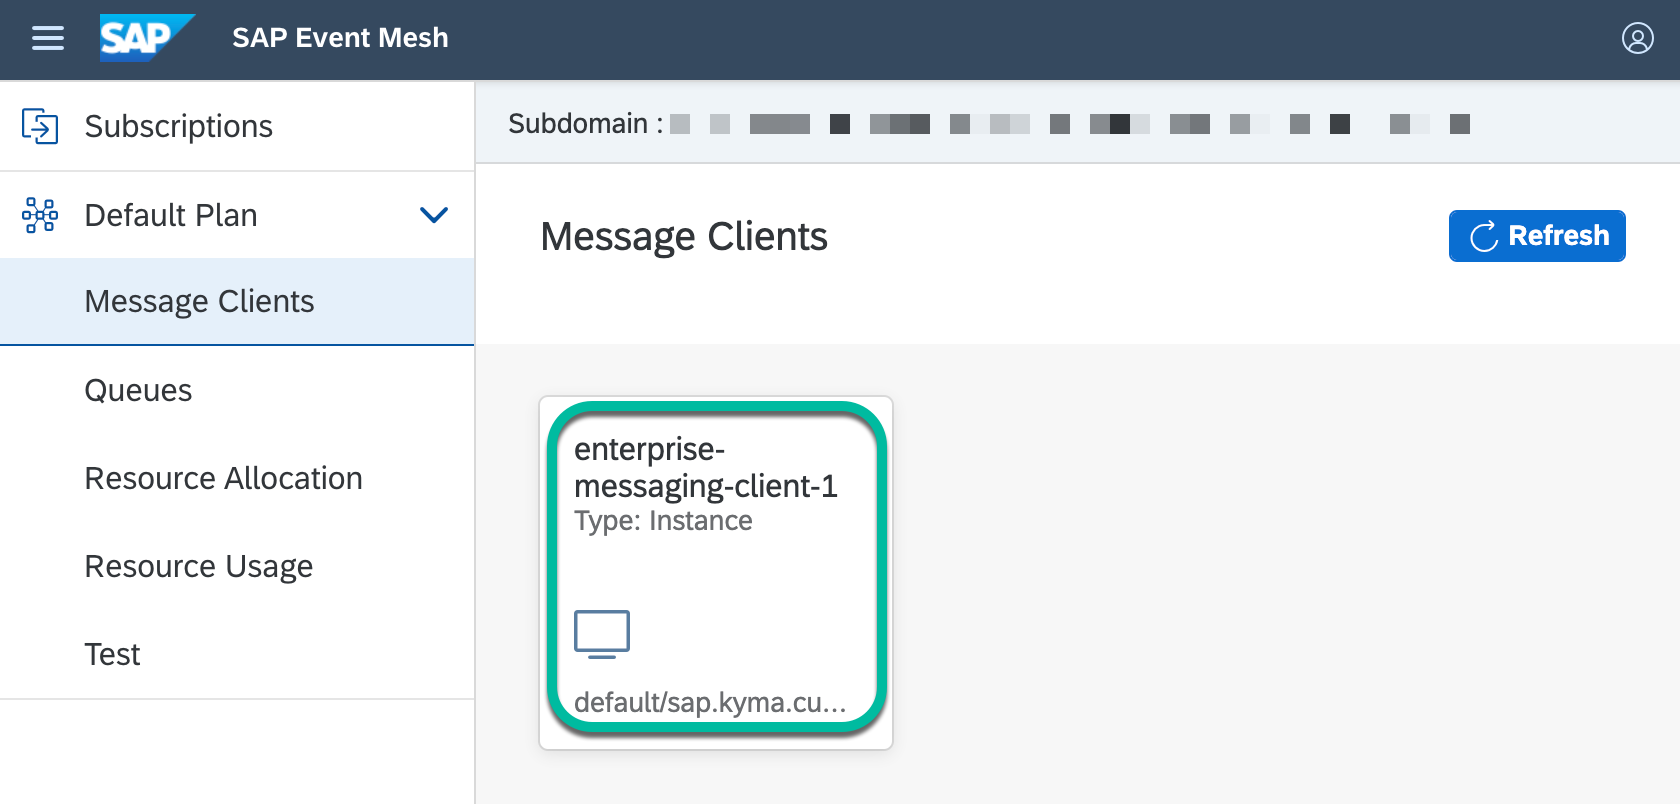 SAP
SAP Event Mesh
Subscriptions
Default Plan
Message Clients
Queues
Resource Allocation
Resource Usage
Test
Subdomain :
Message Clients
Refresh
enterprise-
messaging-client-1
Type: Instance
default/sap.kyma.cu...